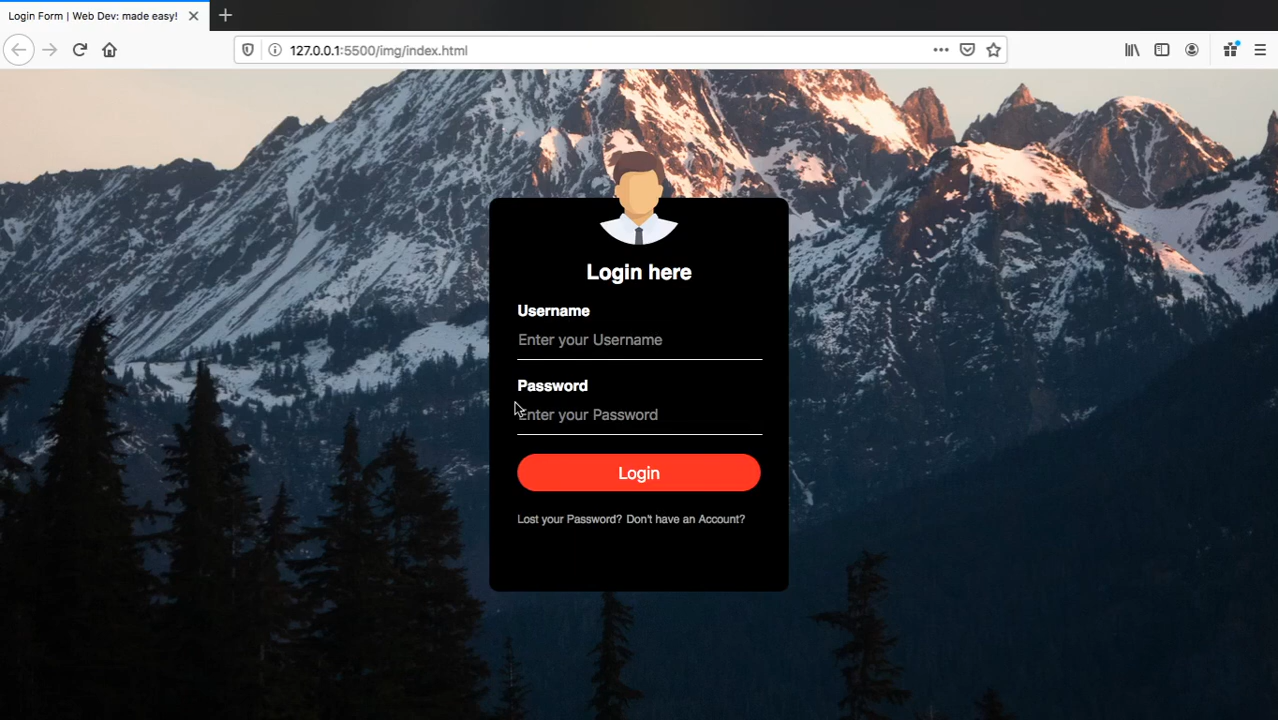 Login Form | Web Dev: made easy!
127.0.0.1:5500/img/index.html
Login here
Username
Enter your Username
Password
Enter your Password
Login
Lost your Password? Don't have an Account?